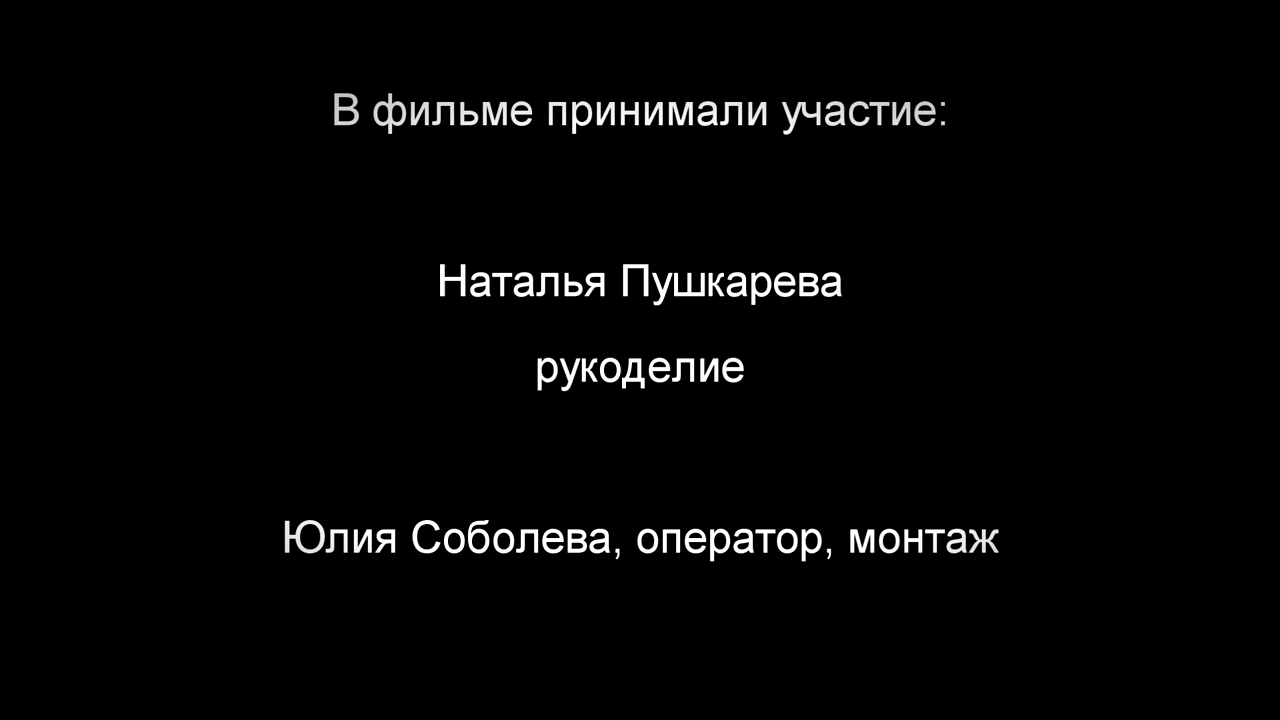 В фильме принимали участие:
Наталья Пушкарева
рукоделие
Юлия Соболева, оператор, монтаж